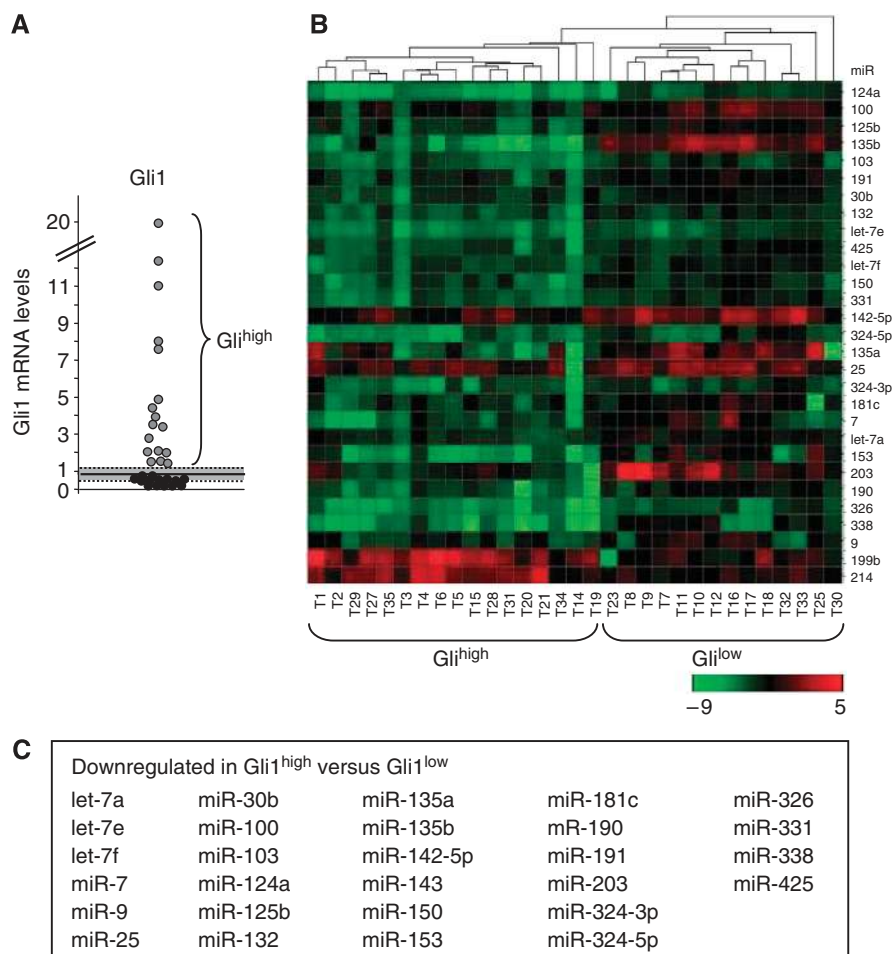 A
B
Gli1
Gli1 mRNA levels
20
11
9
7
5
3
1
0
Gli^high
miR
124a
100
125b
135b
103
191
30b
132
let-7e
425
let-7f
150
331
142-5p
324-5p
135a
25
324-3p
181c
7
let-7a
153
203
190
326
338
9
199b
214
T1 T2 T29 T27 T35 T3 T4 T6 T5 T15 T28 T31 T20 T21 T34 T14 T19 T23 T8 T9 T7 T11 T10 T12 T16 T17 T18 T32 T33 T25 T30
Gli^high Gli^low
−9 5
C
Downregulated in Gli1^high versus Gli1^low
let-7a miR-30b miR-135a miR-181c miR-326
let-7e miR-100 miR-135b mR-190 miR-331
let-7f miR-103 miR-142-5p miR-191 miR-338
miR-7 miR-124a miR-143 miR-203 miR-425
miR-9 miR-125b miR-150 miR-324-3p
miR-25 miR-132 miR-153 miR-324-5p